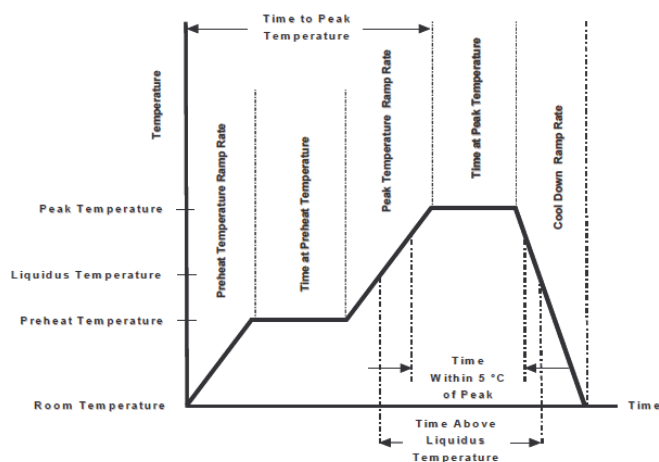 Time to Peak
Temperature
Temperature
Preheat Temperature Ramp Rate
Time at Preheat Temperature
Peak Temperature Ramp Rate
Time at Peak Temperature
Cool Down Ramp Rate
Peak Temperature
Liquidus Temperature
Preheat Temperature
Room Temperature
Time
Within 5 °C
of Peak
Time
Time Above
Liquidus
Temperature